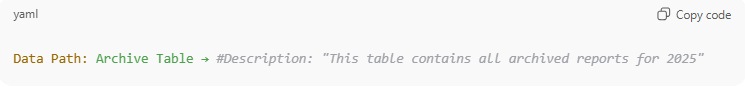 yaml
Copy code
Data Path: Archive Table → #Description: "This table contains all archived reports for 2025"